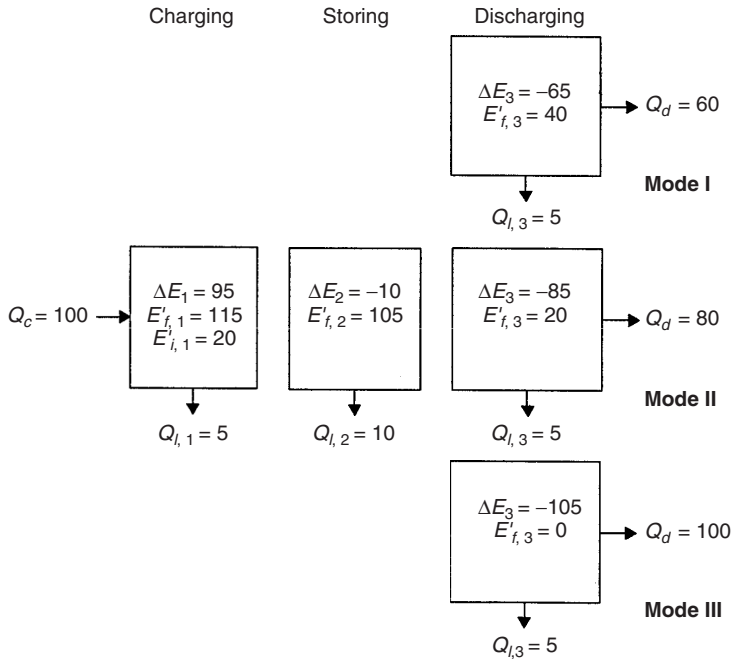 Charging Storing Discharging
ΔE₃ = −65
E′f, 3 = 40
Qd = 60
Mode I
Ql, 3 = 5
Qc = 100
ΔE₁ = 95
E′f, 1 = 115
E′i, 1 = 20
Ql, 1 = 5
ΔE₂ = −10
E′f, 2 = 105
Ql, 2 = 10
ΔE₃ = −85
E′f, 3 = 20
Qd = 80
Mode II
Ql, 3 = 5
ΔE₃ = −105
E′f, 3 = 0
Qd = 100
Mode III
Ql,3 = 5